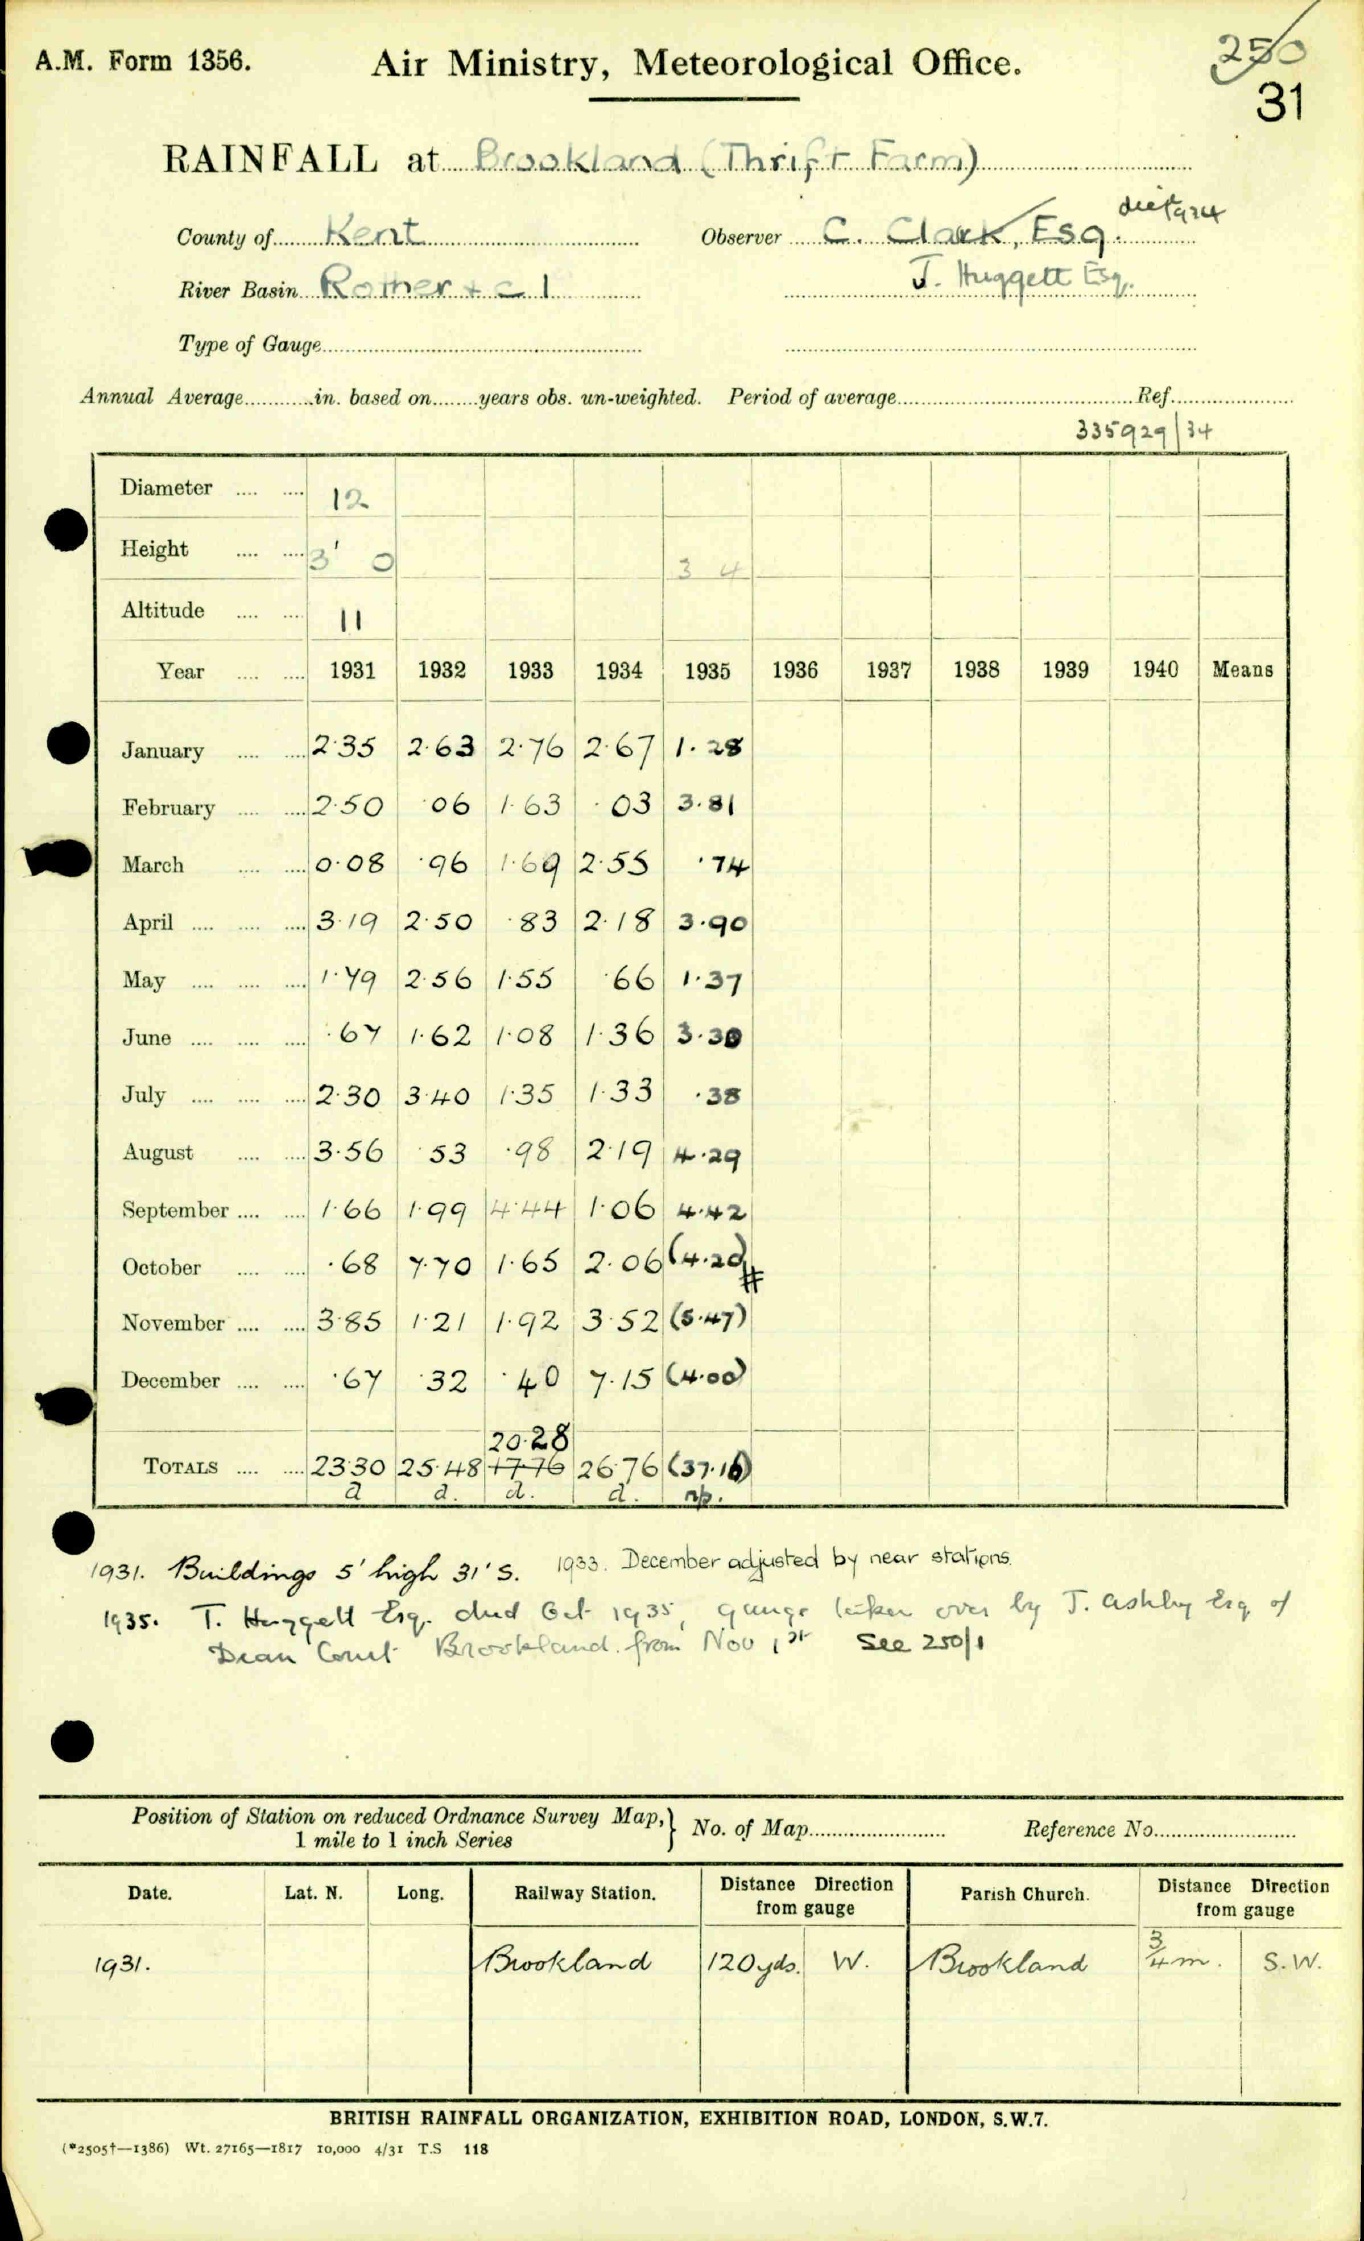 A.M. Form 1356.
Air Ministry, Meteorological Office.
250
31
RAINFALL at Brookland (Thrift Farm)
County of Kent Observer C. Clark, Esq. died 1934
River Basin Rother + c 1 J. Huggett Esq.
Type of Gauge
Annual Average in. based on years obs. un-weighted. Period of average Ref.
335929/34
Diameter 12
Height 3' 0 3 4
Altitude 11
Year 1931 1932 1933 1934 1935 1936 1937 1938 1939 1940 Means
January 2.35 2.63 2.76 2.67 1.28
February 2.50 .06 1.63 .03 3.81
March 0.08 .96 1.69 2.55 .74
April 3.19 2.50 .83 2.18 3.90
May 1.79 2.56 1.55 .66 1.37
June .67 1.62 1.08 1.36 3.30
July 2.30 3.40 1.35 1.33 .38
August 3.56 .53 .98 2.19 4.29
September 1.66 1.99 4.44 1.06 4.42
October .68 7.70 1.65 2.06 (4.20) #
November 3.85 1.21 1.92 3.52 (5.47)
December .67 .32 .40 7.15 (4.00)
20.28
TOTALS 23.30 25.48 17.76 26.76 (37.16)
a d. d. d. np.
1931. Buildings 5' high 31' S. 1933. December adjusted by near stations.
1935. T. Huggett Esq. died Oct 1935, gauge taken over by J. Ashby Esq of
Dean Court Brookland. from Nov 1st See 250/1
Position of Station on reduced Ordnance Survey Map, 1 mile to 1 inch Series } No. of Map Reference No.
Date. Lat. N. Long. Railway Station. Distance Direction from gauge Parish Church. Distance Direction from gauge
1931. Brookland 120 yds. W. Brookland 3/4 m. S.W.
BRITISH RAINFALL ORGANIZATION, EXHIBITION ROAD, LONDON, S.W.7.
(*2505†—1386) Wt. 27165—1817 10,000 4/31 T.S 118